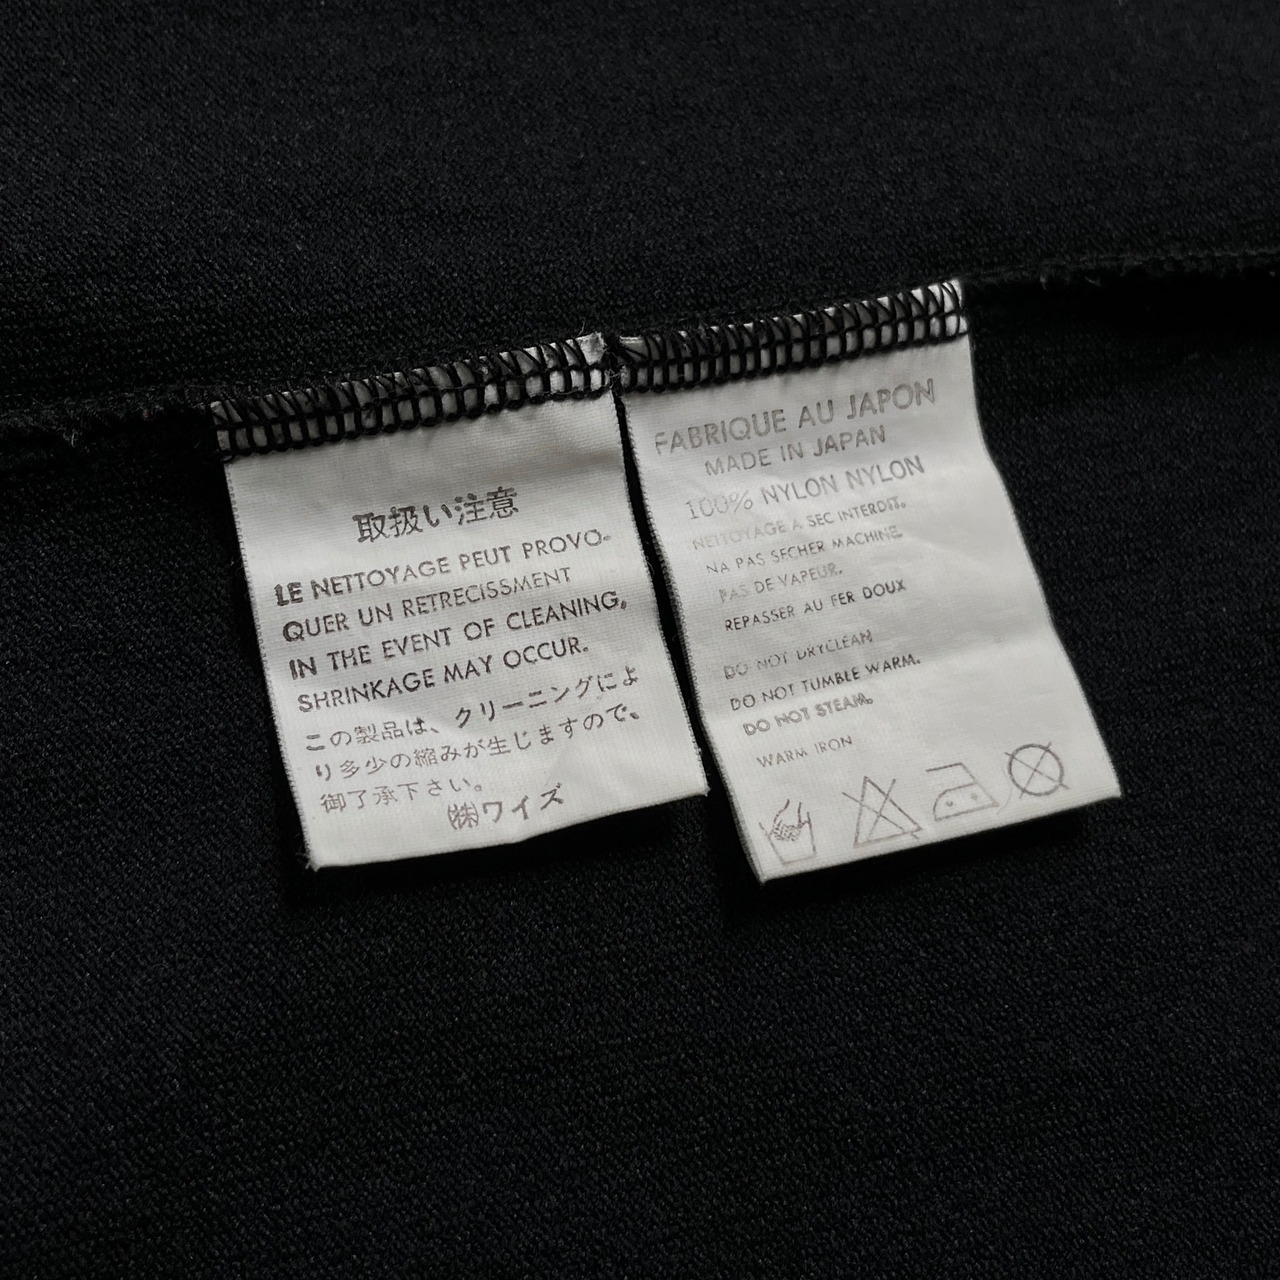 取扱い注意
LE NETTOYAGE PEUT PROVO-
QUER UN RETRECISSMENT
IN THE EVENT OF CLEANING,
SHRINKAGE MAY OCCUR.
この製品は、クリーニングによ
り多少の縮みが生じますので、
御了承下さい。
㈱ワイズ
FABRIQUE AU JAPON
MADE IN JAPAN
100% NYLON NYLON
NETTOYAGE A SEC INTERDIT.
NA PAS SECHER MACHINE
PAS DE VAPEUR.
REPASSER AU FER DOUX
DO NOT DRYCLEAN
DO NOT TUMBLE WARM.
DO NOT STEAM.
WARM IRON